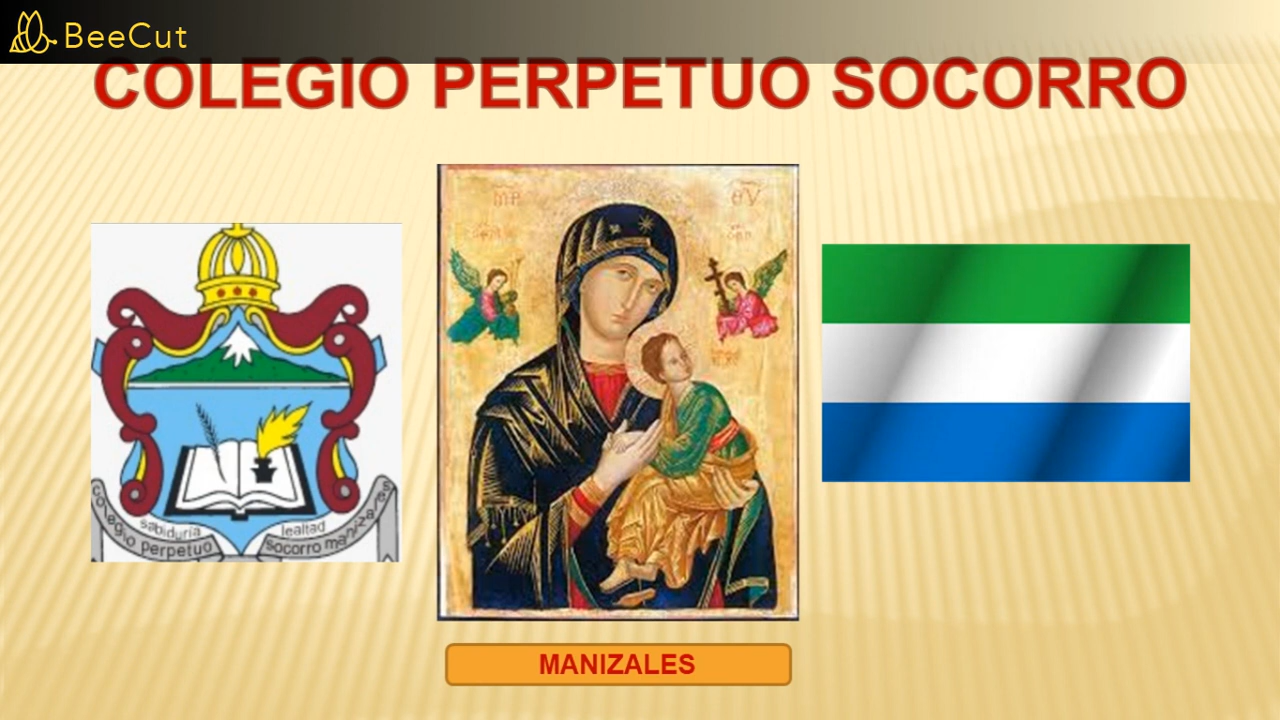 BeeCut
COLEGIO PERPETUO SOCORRO
sabiduria
lealtad
colegio perpetuo
socorro manizales
MANIZALES